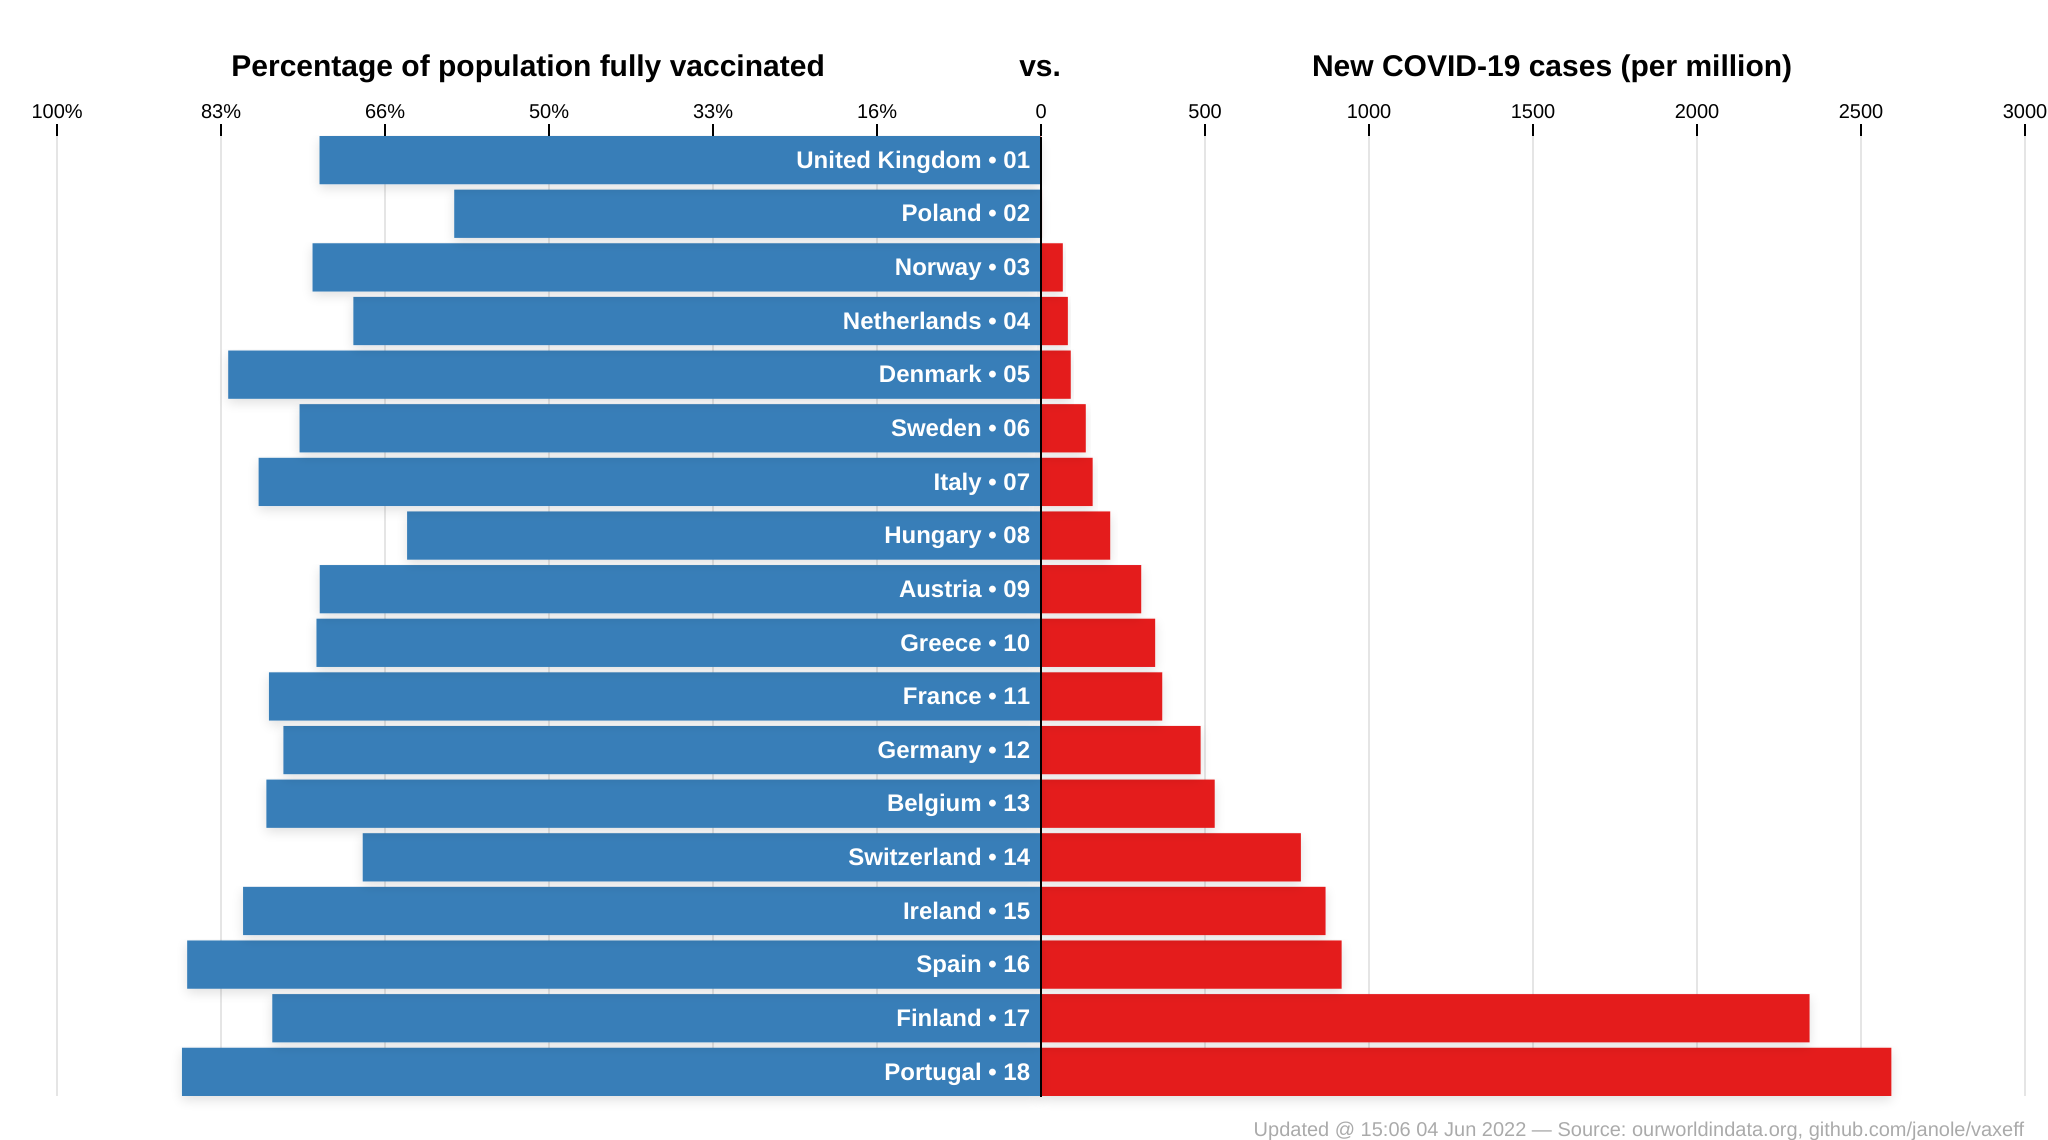 Percentage of population fully vaccinated vs. New COVID-19 cases (per million)
100% 83% 66% 50% 33% 16% 0 500 1000 1500 2000 2500 3000
United Kingdom • 01
Poland • 02
Norway • 03
Netherlands • 04
Denmark • 05
Sweden • 06
Italy • 07
Hungary • 08
Austria • 09
Greece • 10
France • 11
Germany • 12
Belgium • 13
Switzerland • 14
Ireland • 15
Spain • 16
Finland • 17
Portugal • 18
Updated @ 15:06 04 Jun 2022 — Source: ourworldindata.org, github.com/janole/vaxeff